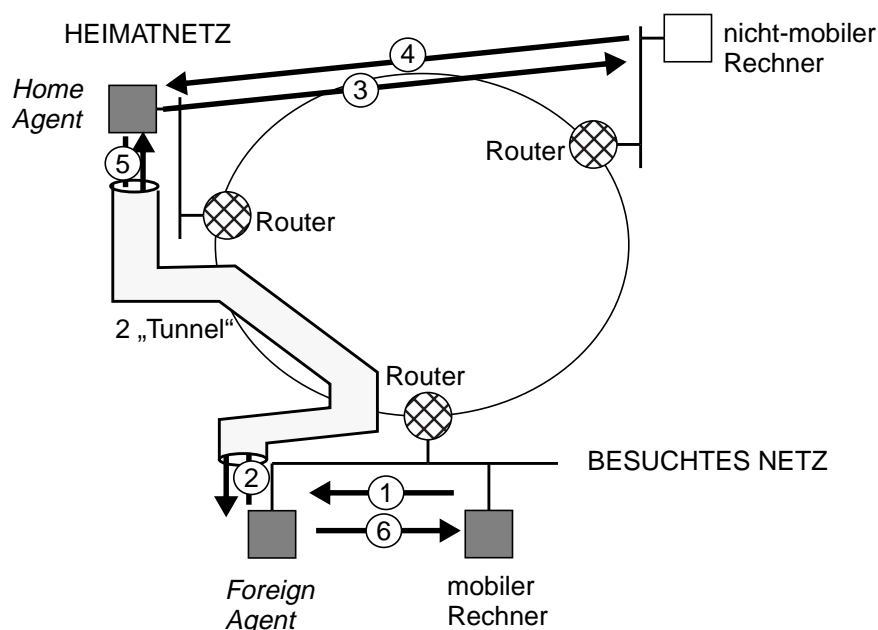 HEIMATNETZ
nicht-mobiler
Rechner
4
3
Home
Agent
Router
5
Router
2 „Tunnel“
Router
BESUCHTES NETZ
2
1
6
Foreign
Agent
mobiler
Rechner